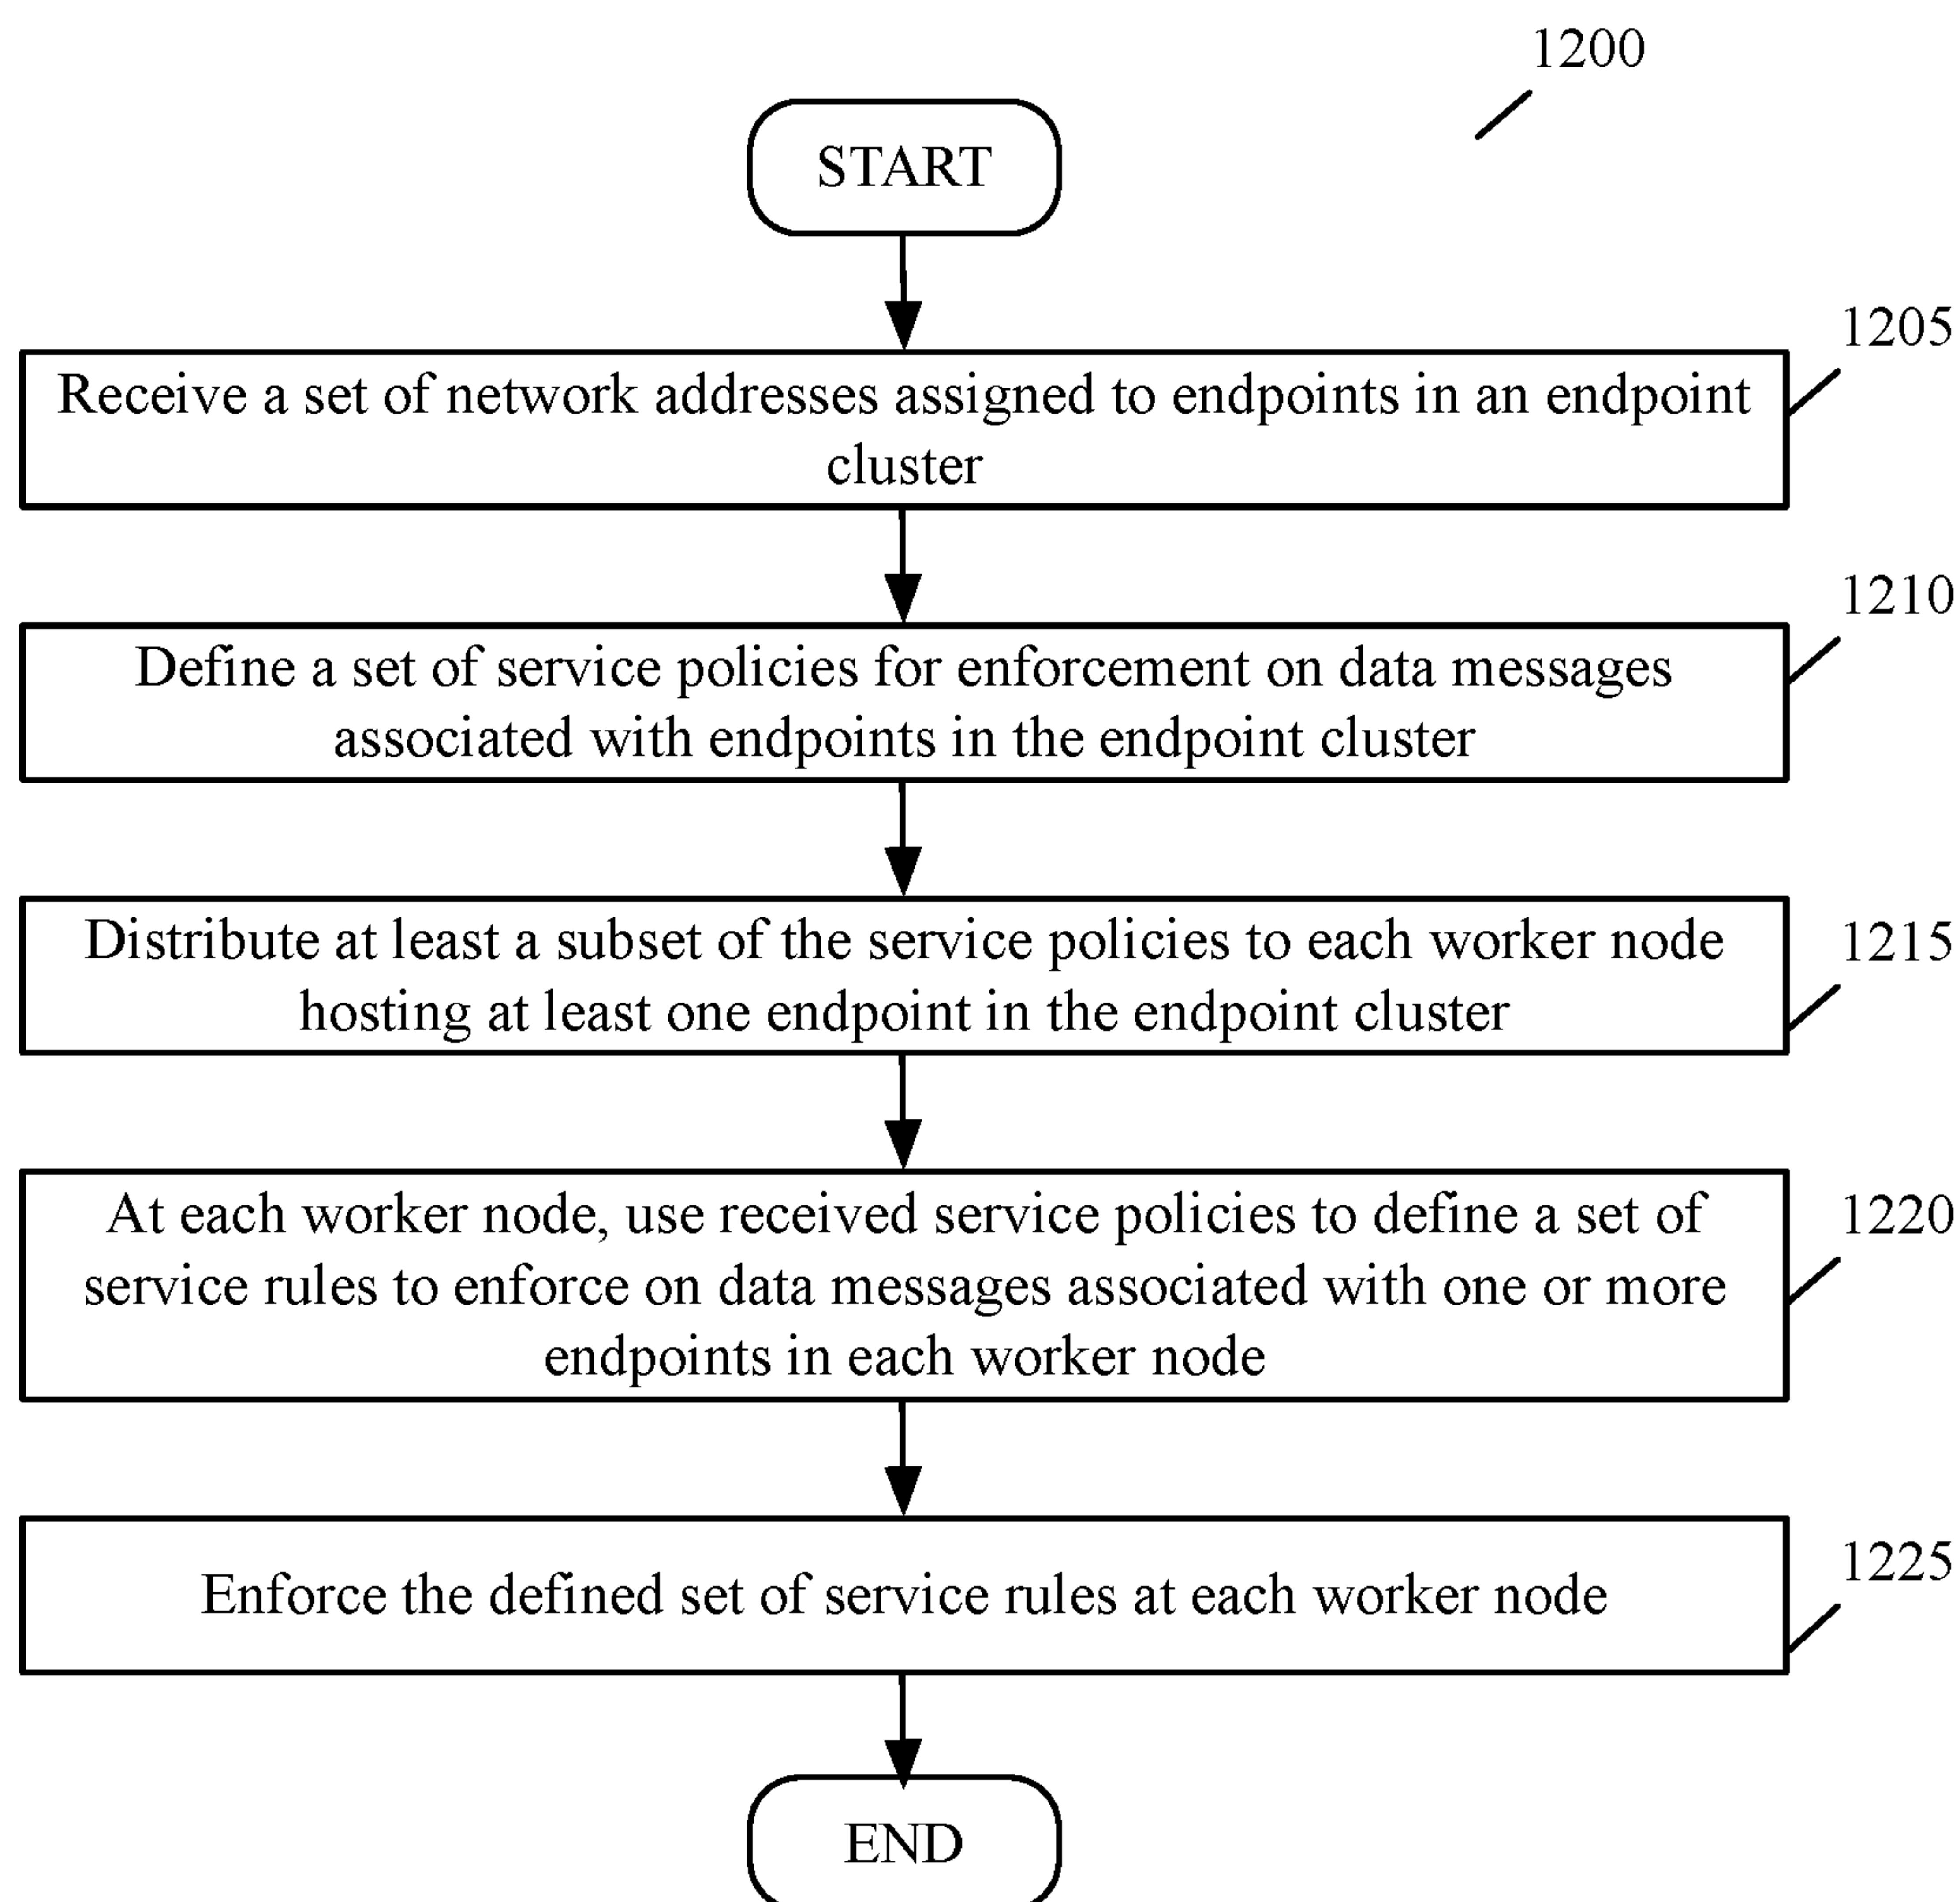 1200
START
1205
Receive a set of network addresses assigned to endpoints in an endpoint
cluster
1210
Define a set of service policies for enforcement on data messages
associated with endpoints in the endpoint cluster
1215
Distribute at least a subset of the service policies to each worker node
hosting at least one endpoint in the endpoint cluster
1220
At each worker node, use received service policies to define a set of
service rules to enforce on data messages associated with one or more
endpoints in each worker node
1225
Enforce the defined set of service rules at each worker node
END